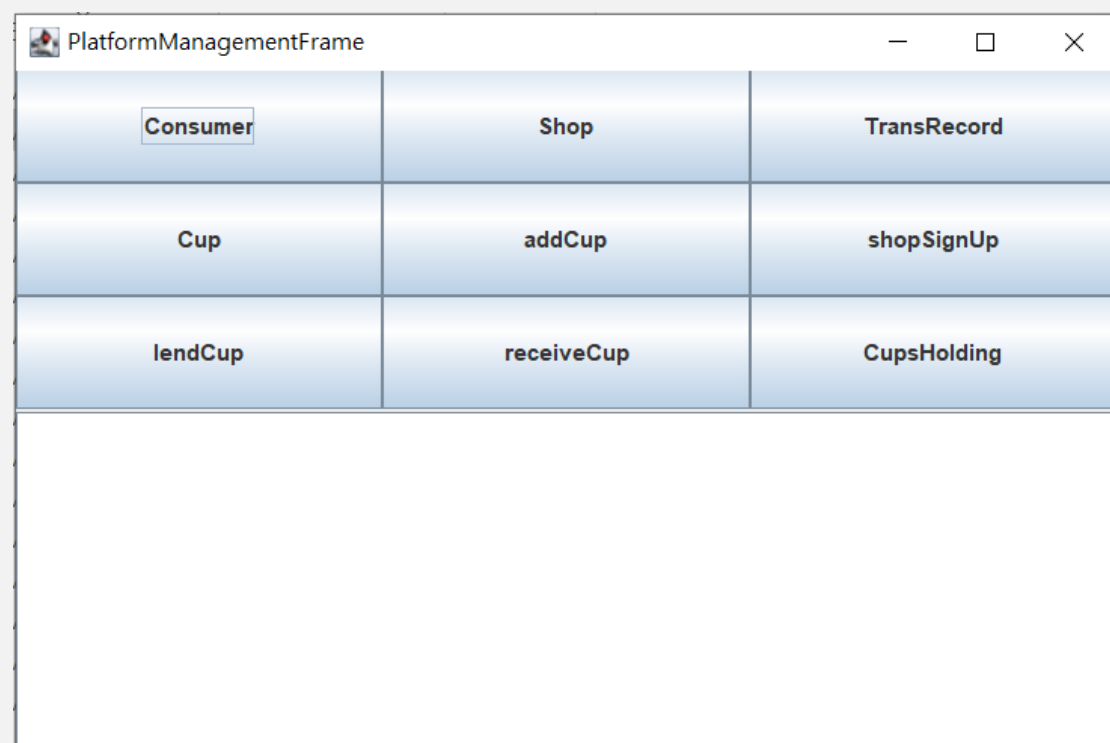 PlatformManagementFrame
Consumer Shop TransRecord
Cup addCup shopSignUp
lendCup receiveCup CupsHolding